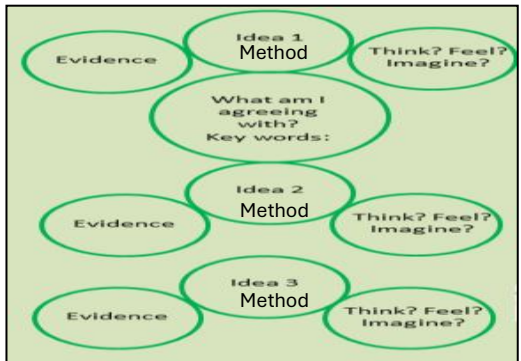 Idea 1
Method
Evidence
Think? Feel?
Imagine?
What am I
agreeing
with?
Key words:
Idea 2
Method
Evidence
Think? Feel?
Imagine?
Idea 3
Method
Evidence
Think? Feel?
Imagine?